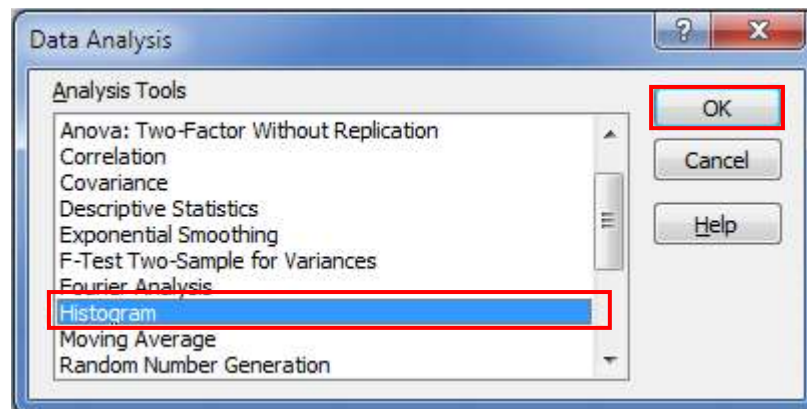 Data Analysis
Analysis Tools
Anova: Two-Factor Without Replication
Correlation
Covariance
Descriptive Statistics
Exponential Smoothing
F-Test Two-Sample for Variances
Fourier Analysis
Histogram
Moving Average
Random Number Generation
OK
Cancel
Help